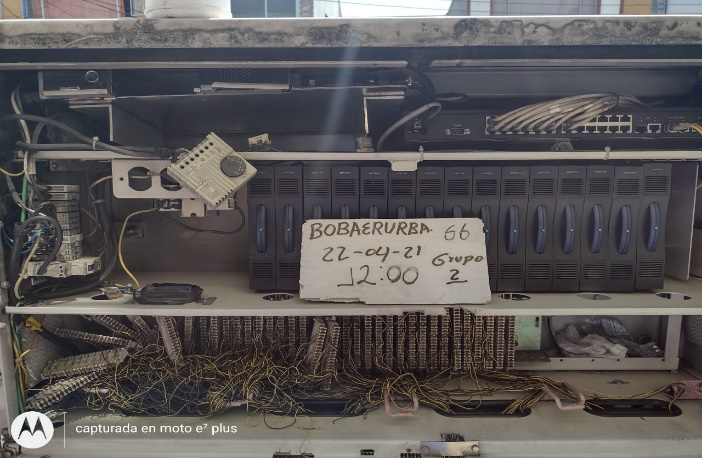 BOBAERURBA. 66
22-04-21
12:00
Grupo
2
capturada en moto e⁷ plus